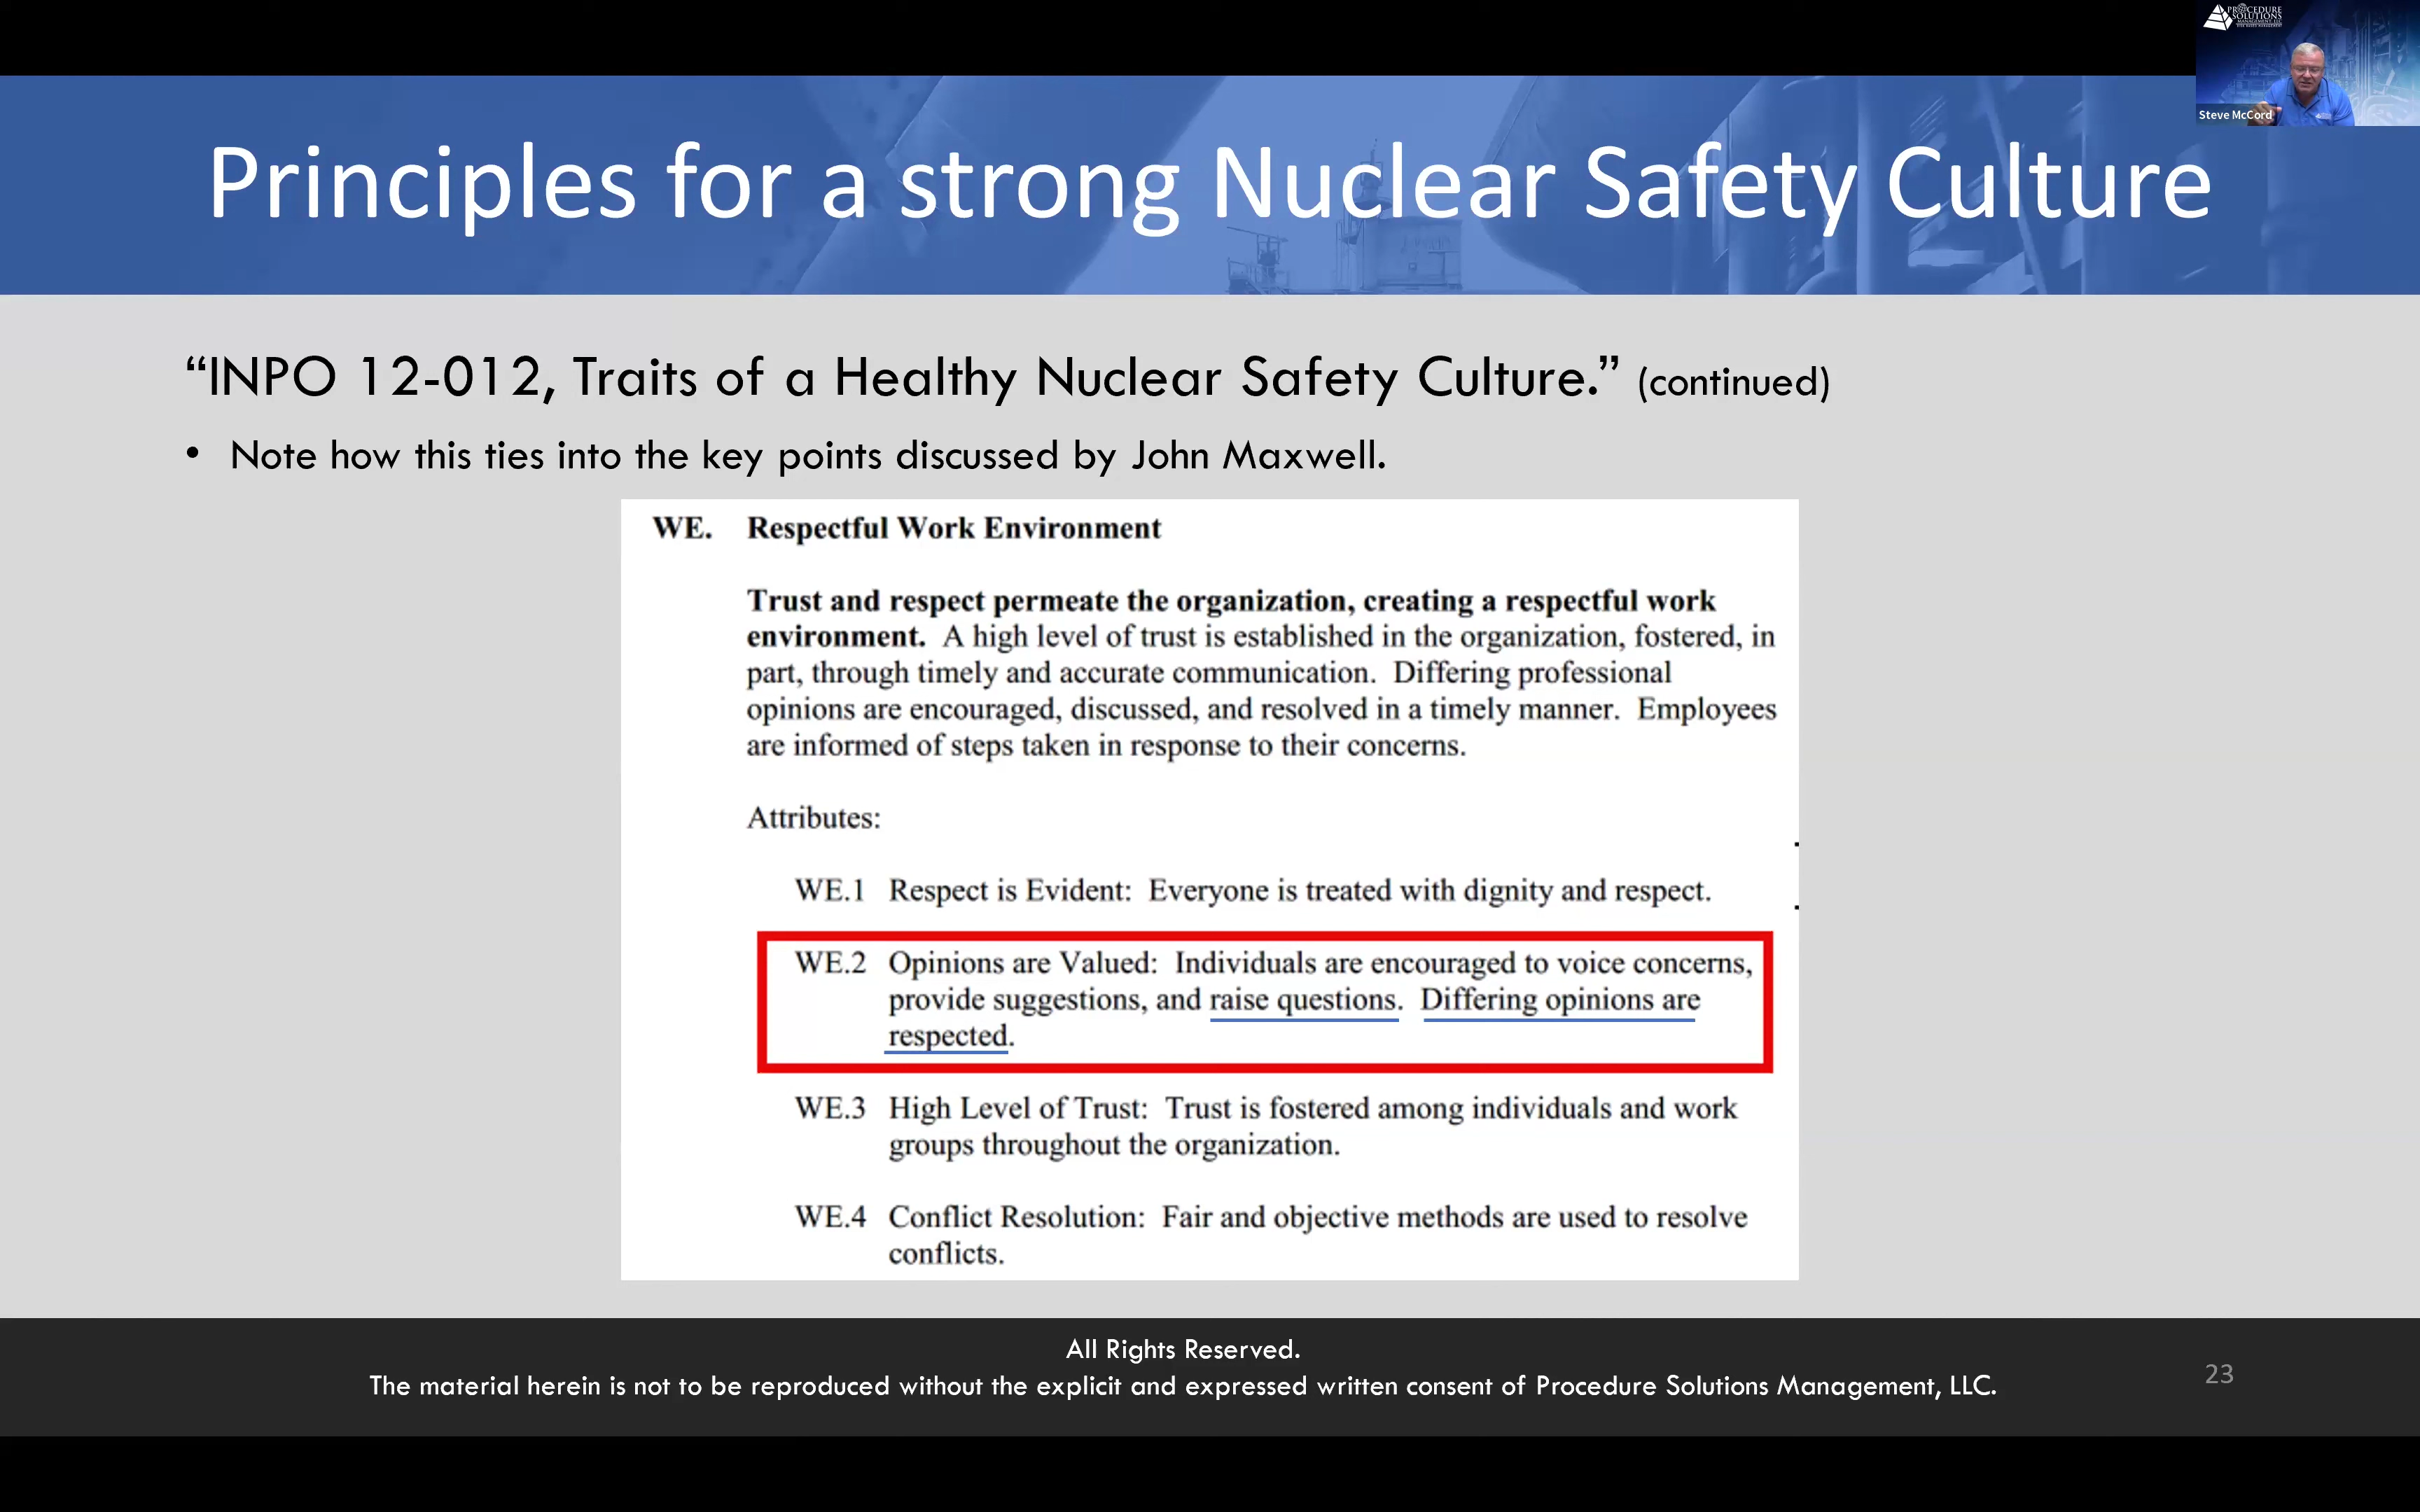 PROCEDURE
SOLUTIONS
Steve McCord
Principles for a strong Nuclear Safety Culture
“INPO 12-012, Traits of a Healthy Nuclear Safety Culture.” (continued)
• Note how this ties into the key points discussed by John Maxwell.
WE. Respectful Work Environment
Trust and respect permeate the organization, creating a respectful work
environment. A high level of trust is established in the organization, fostered, in
part, through timely and accurate communication. Differing professional
opinions are encouraged, discussed, and resolved in a timely manner. Employees
are informed of steps taken in response to their concerns.
Attributes:
WE.1 Respect is Evident: Everyone is treated with dignity and respect.
WE.2 Opinions are Valued: Individuals are encouraged to voice concerns,
provide suggestions, and raise questions. Differing opinions are
respected.
WE.3 High Level of Trust: Trust is fostered among individuals and work
groups throughout the organization.
WE.4 Conflict Resolution: Fair and objective methods are used to resolve
conflicts.
All Rights Reserved.
The material herein is not to be reproduced without the explicit and expressed written consent of Procedure Solutions Management, LLC.
23